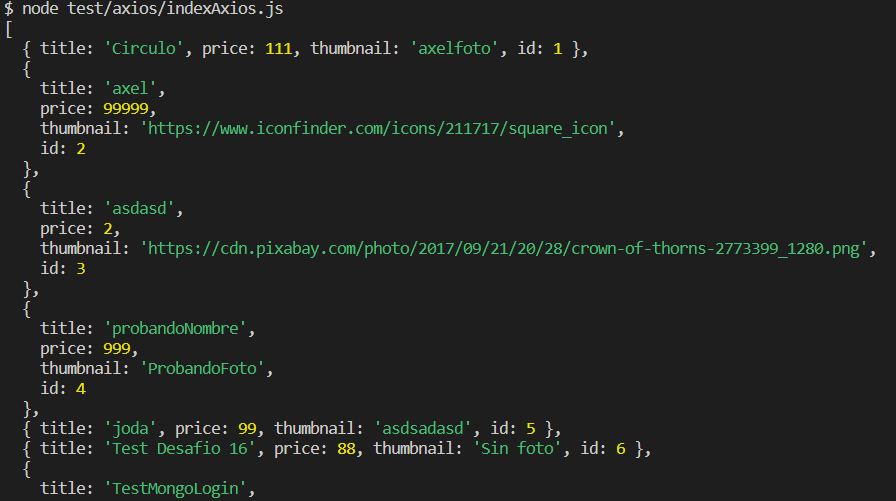 $ node test/axios/indexAxios.js
[
  { title: 'Circulo', price: 111, thumbnail: 'axelfoto', id: 1 },
  {
    title: 'axel',
    price: 99999,
    thumbnail: 'https://www.iconfinder.com/icons/211717/square_icon',
    id: 2
  },
  {
    title: 'asdasd',
    price: 2,
    thumbnail: 'https://cdn.pixabay.com/photo/2017/09/21/20/28/crown-of-thorns-2773399_1280.png',
    id: 3
  },
  {
    title: 'probandoNombre',
    price: 999,
    thumbnail: 'ProbandoFoto',
    id: 4
  },
  { title: 'joda', price: 99, thumbnail: 'asdsadasd', id: 5 },
  { title: 'Test Desafio 16', price: 88, thumbnail: 'Sin foto', id: 6 },
  {
    title: 'TestMongoLogin',